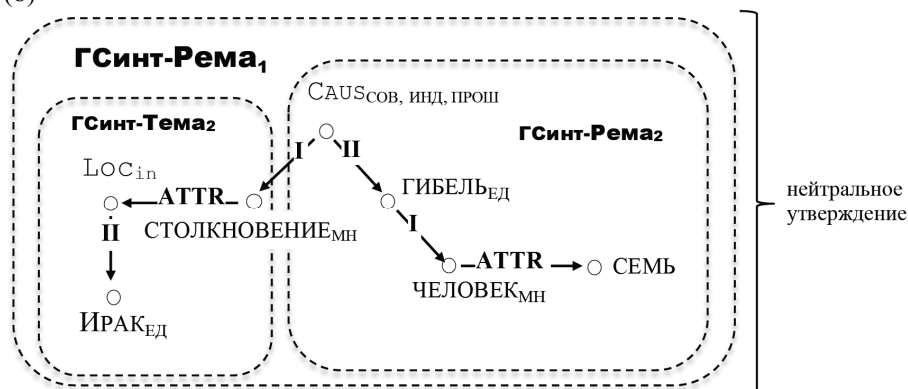 ГСинт-Рема₁
CAUSСОВ, ИНД, ПРОШ
ГСинт-Тема₂
ГСинт-Рема₂
I
II
LOCin
ATTR
ГИБЕЛЬЕД
нейтральное
утверждение
II
СТОЛКНОВЕНИЕМН
I
ATTR
СЕМЬ
ЧЕЛОВЕКМН
ИРАКЕД